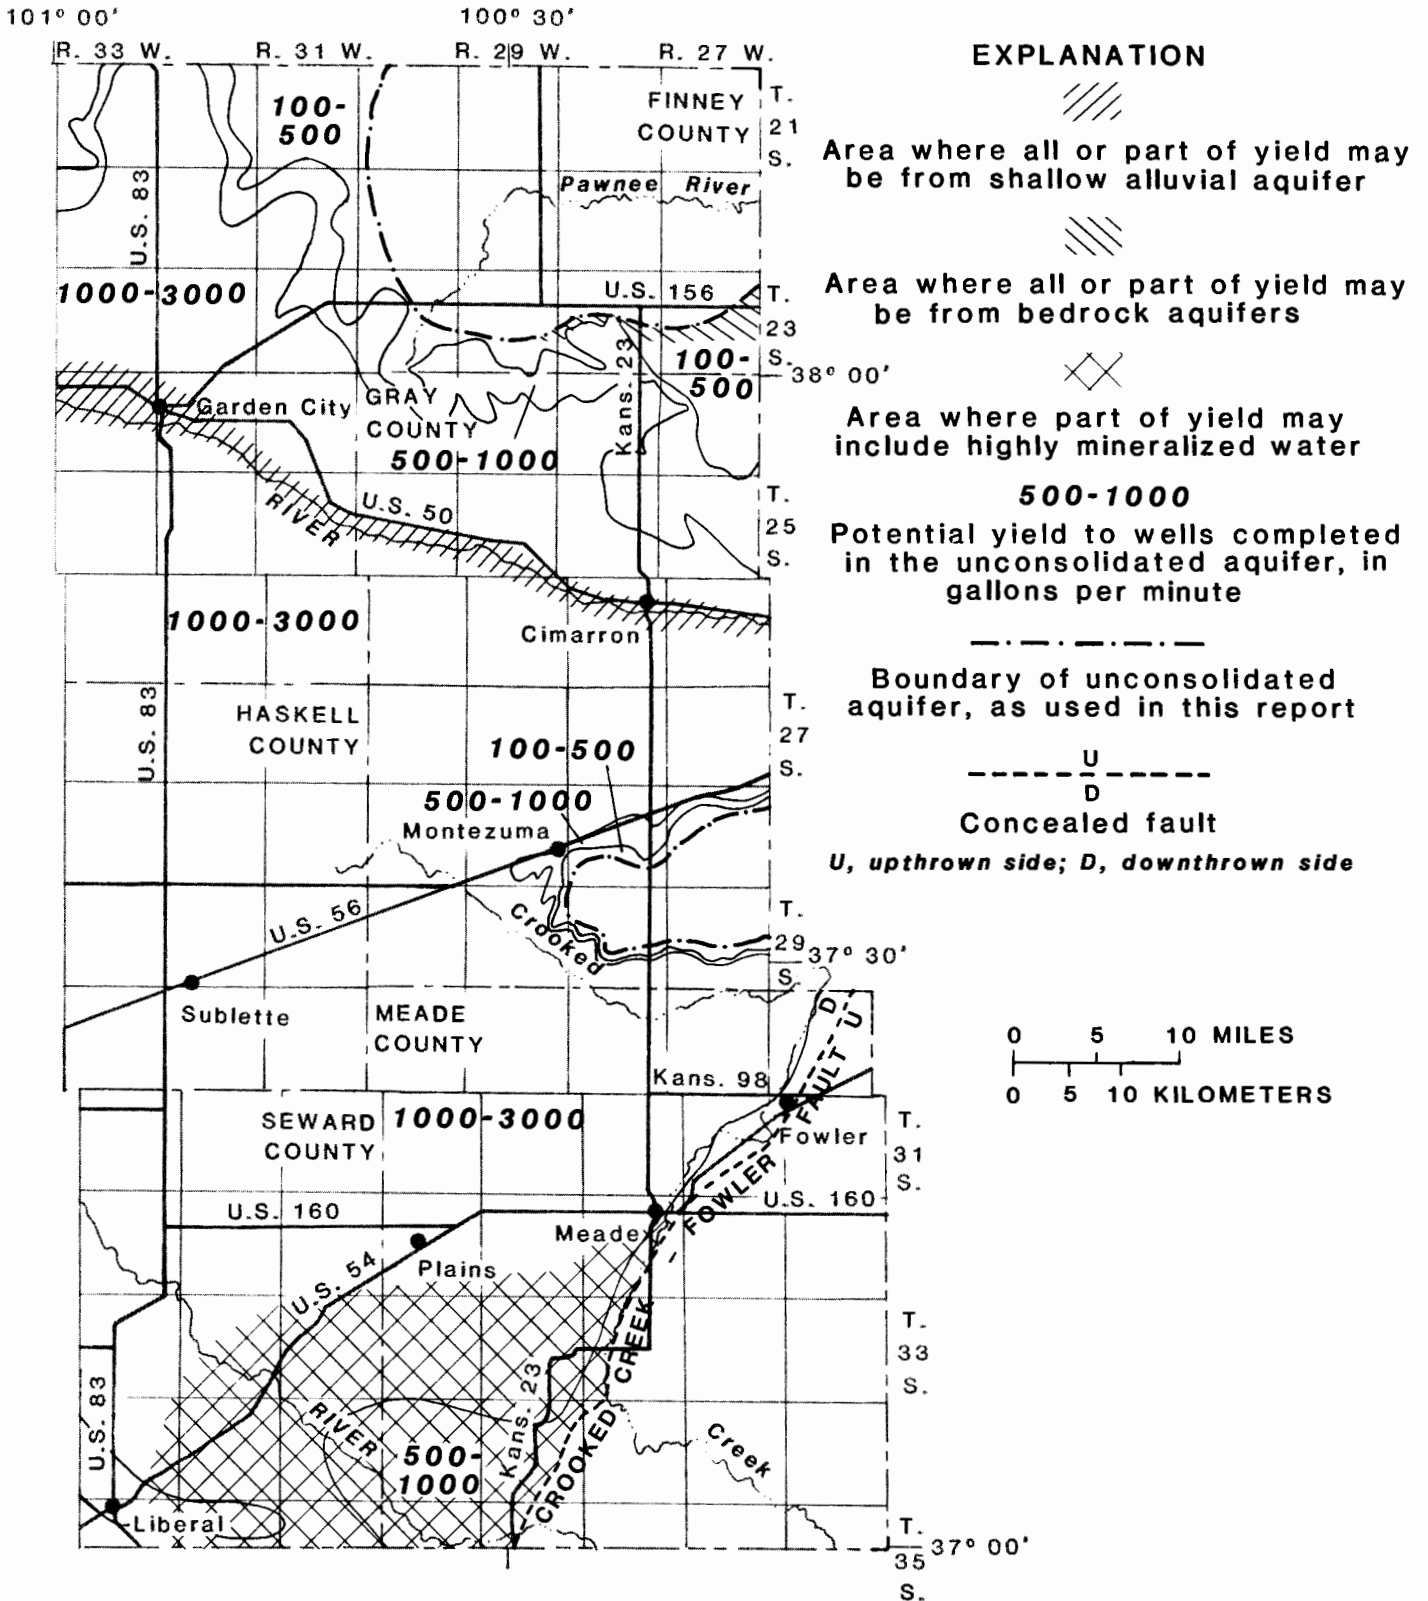 101° 00'
100° 30'
R. 33 W.
R. 31 W.
R. 29 W.
R. 27 W.
100-
500
FINNEY
COUNTY
T.
21
S.
Pawnee River
U.S. 83
1000-3000
U.S. 156
T.
23
S.
Kans. 23
100-
500
38° 00'
Garden City
GRAY
COUNTY
500-1000
RIVER
U.S. 50
T.
25
S.
1000-3000
Cimarron
U.S. 83
HASKELL
COUNTY
100-500
T.
27
S.
500-1000
Montezuma
U.S. 56
Crooked
T.
29
S
37° 30'
Sublette
MEADE
COUNTY
D
U
Kans. 98
FAULT
SEWARD
COUNTY
1000-3000
Fowler
T.
31
S.
FOWLER
U.S. 160
U.S. 160
Meade
U.S. 54
Plains
CREEK
T.
33
S.
U.S. 83
RIVER
Kans. 23
500-
1000
CROOKED
Creek
Liberal
T.
35
S.
37° 00'
EXPLANATION
Area where all or part of yield may
be from shallow alluvial aquifer
Area where all or part of yield may
be from bedrock aquifers
Area where part of yield may
include highly mineralized water
500-1000
Potential yield to wells completed
in the unconsolidated aquifer, in
gallons per minute
Boundary of unconsolidated
aquifer, as used in this report
U
D
Concealed fault
U, upthrown side; D, downthrown side
0 5 10 MILES
0 5 10 KILOMETERS